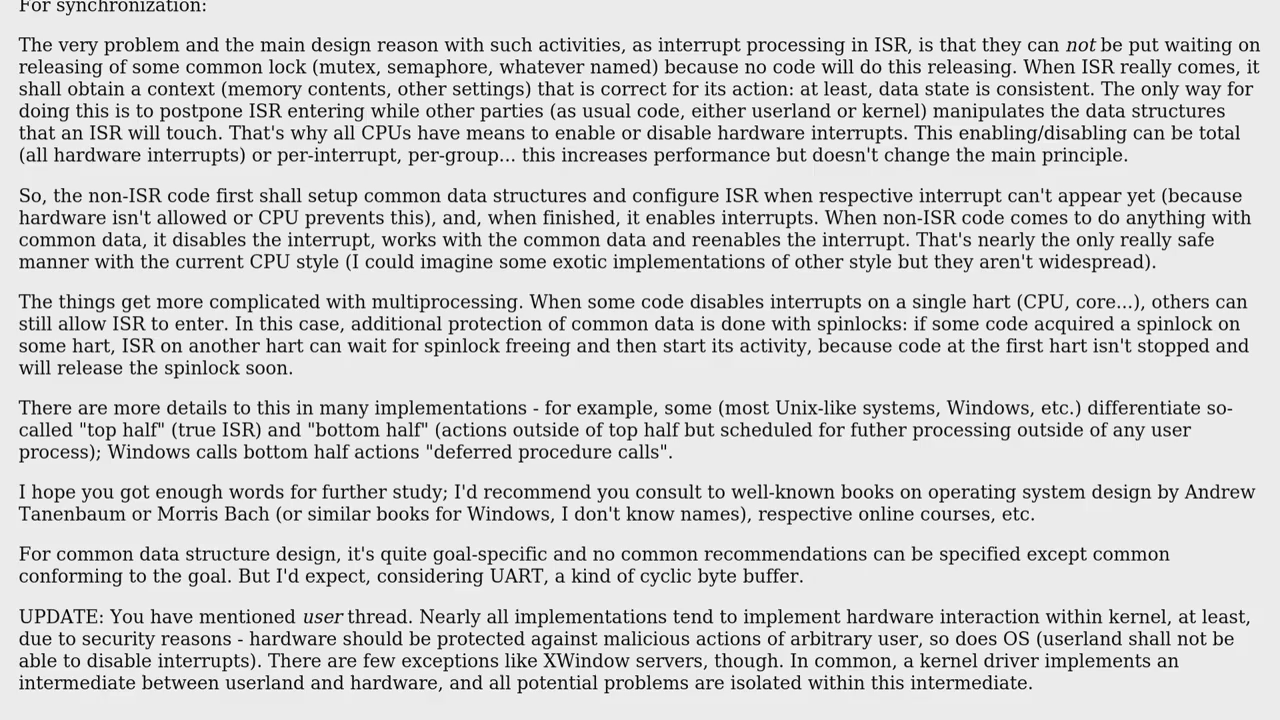 For synchronization:
The very problem and the main design reason with such activities, as interrupt processing in ISR, is that they can not be put waiting on
releasing of some common lock (mutex, semaphore, whatever named) because no code will do this releasing. When ISR really comes, it
shall obtain a context (memory contents, other settings) that is correct for its action: at least, data state is consistent. The only way for
doing this is to postpone ISR entering while other parties (as usual code, either userland or kernel) manipulates the data structures
that an ISR will touch. That's why all CPUs have means to enable or disable hardware interrupts. This enabling/disabling can be total
(all hardware interrupts) or per-interrupt, per-group... this increases performance but doesn't change the main principle.
So, the non-ISR code first shall setup common data structures and configure ISR when respective interrupt can't appear yet (because
hardware isn't allowed or CPU prevents this), and, when finished, it enables interrupts. When non-ISR code comes to do anything with
common data, it disables the interrupt, works with the common data and reenables the interrupt. That's nearly the only really safe
manner with the current CPU style (I could imagine some exotic implementations of other style but they aren't widespread).
The things get more complicated with multiprocessing. When some code disables interrupts on a single hart (CPU, core...), others can
still allow ISR to enter. In this case, additional protection of common data is done with spinlocks: if some code acquired a spinlock on
some hart, ISR on another hart can wait for spinlock freeing and then start its activity, because code at the first hart isn't stopped and
will release the spinlock soon.
There are more details to this in many implementations - for example, some (most Unix-like systems, Windows, etc.) differentiate so-
called "top half" (true ISR) and "bottom half" (actions outside of top half but scheduled for futher processing outside of any user
process); Windows calls bottom half actions "deferred procedure calls".
I hope you got enough words for further study; I'd recommend you consult to well-known books on operating system design by Andrew
Tanenbaum or Morris Bach (or similar books for Windows, I don't know names), respective online courses, etc.
For common data structure design, it's quite goal-specific and no common recommendations can be specified except common
conforming to the goal. But I'd expect, considering UART, a kind of cyclic byte buffer.
UPDATE: You have mentioned user thread. Nearly all implementations tend to implement hardware interaction within kernel, at least,
due to security reasons - hardware should be protected against malicious actions of arbitrary user, so does OS (userland shall not be
able to disable interrupts). There are few exceptions like XWindow servers, though. In common, a kernel driver implements an
intermediate between userland and hardware, and all potential problems are isolated within this intermediate.